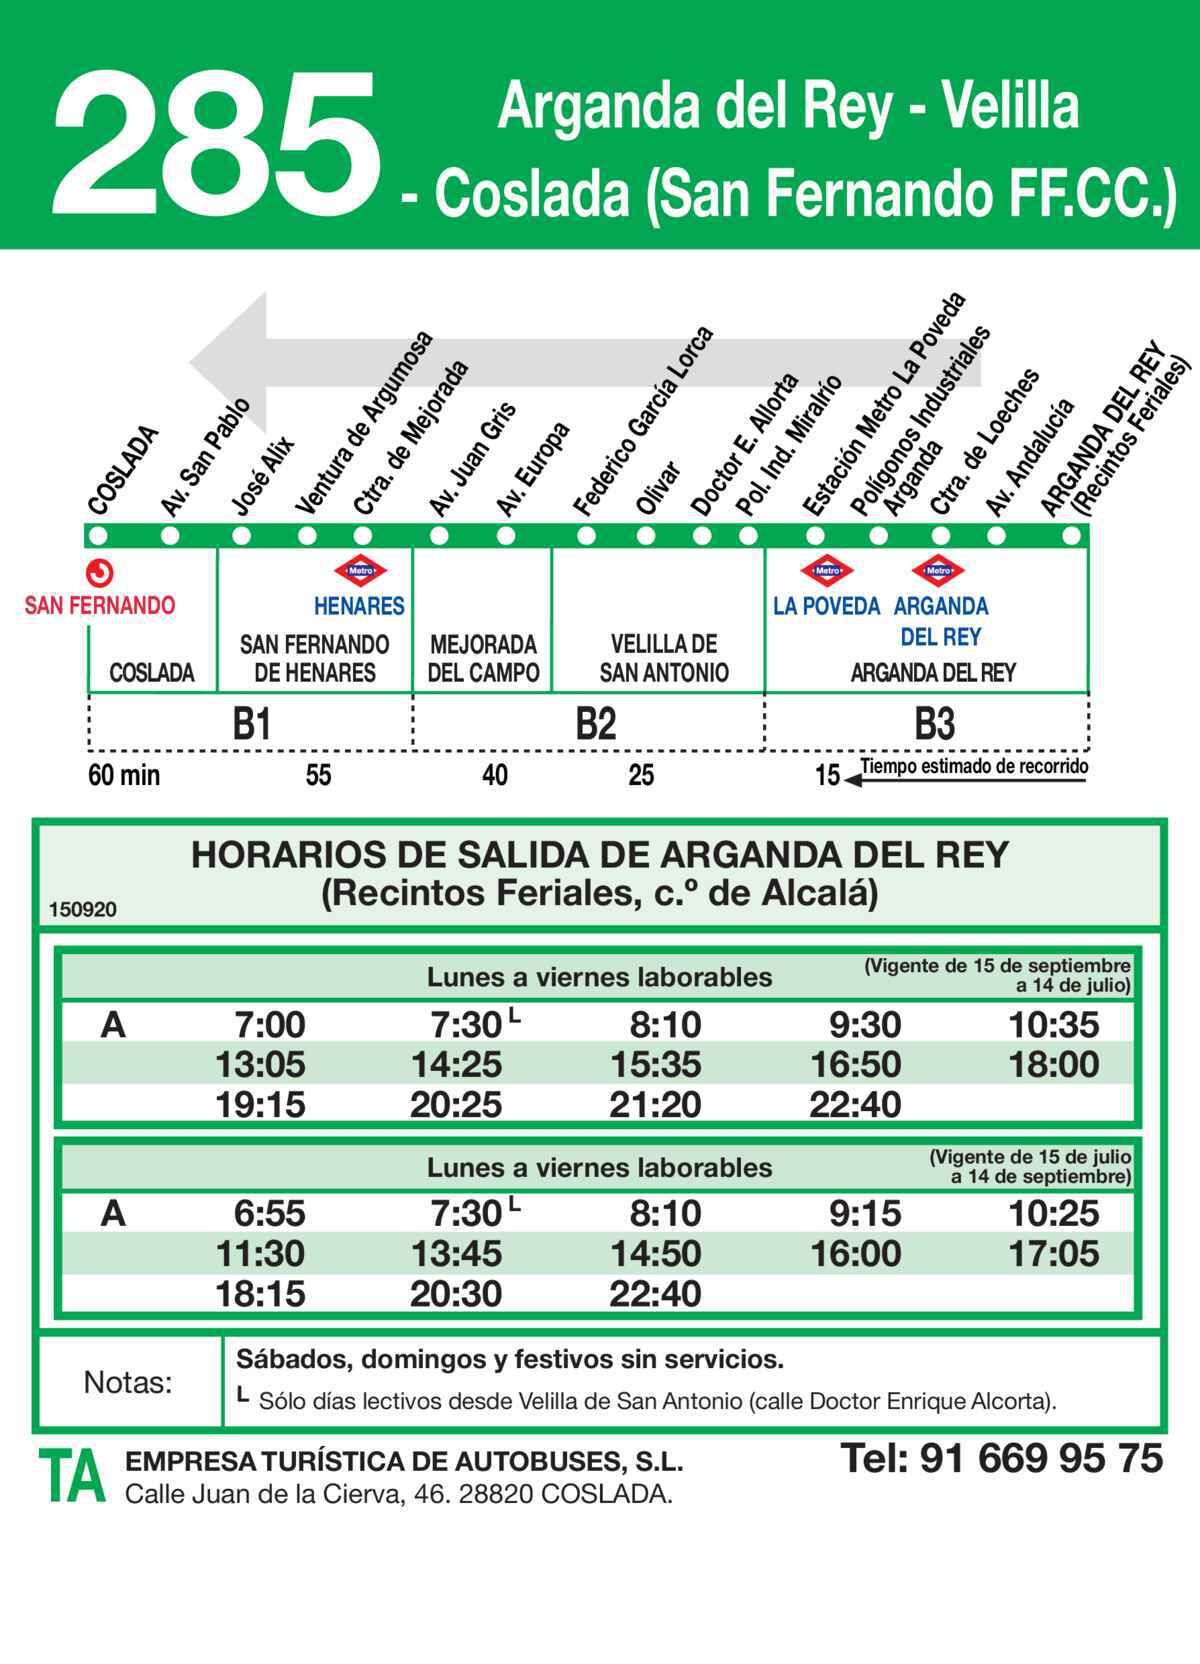 285
Arganda del Rey - Velilla
- Coslada (San Fernando FF.CC.)
COSLADA
Av. San Pablo
José Alix
Ventura de Argumosa
Ctra. de Mejorada
Av. Juan Gris
Av. Europa
Federico García Lorca
Olivar
Doctor E. Allorta
Pol. Ind. Miralrío
Estación Metro La Poveda
Polígonos Industriales
Arganda
Ctra. de Loeches
Av. Andalucía
ARGANDA DEL REY
(Recintos Feriales)
Metro Metro Metro
SAN FERNANDO HENARES LA POVEDA ARGANDA
DEL REY
COSLADA
SAN FERNANDO
DE HENARES
MEJORADA
DEL CAMPO
VELILLA DE
SAN ANTONIO
ARGANDA DEL REY
B1 B2 B3
60 min 55 40 25 15 Tiempo estimado de recorrido
HORARIOS DE SALIDA DE ARGANDA DEL REY
(Recintos Feriales, c.º de Alcalá)
150920
Lunes a viernes laborables
(Vigente de 15 de septiembre
a 14 de julio)
A 7:00 7:30 L 8:10 9:30 10:35
13:05 14:25 15:35 16:50 18:00
19:15 20:25 21:20 22:40
Lunes a viernes laborables
(Vigente de 15 de julio
a 14 de septiembre)
A 6:55 7:30 L 8:10 9:15 10:25
11:30 13:45 14:50 16:00 17:05
18:15 20:30 22:40
Notas:
Sábados, domingos y festivos sin servicios.
L Sólo días lectivos desde Velilla de San Antonio (calle Doctor Enrique Alcorta).
TA
EMPRESA TURÍSTICA DE AUTOBUSES, S.L.
Calle Juan de la Cierva, 46. 28820 COSLADA.
Tel: 91 669 95 75